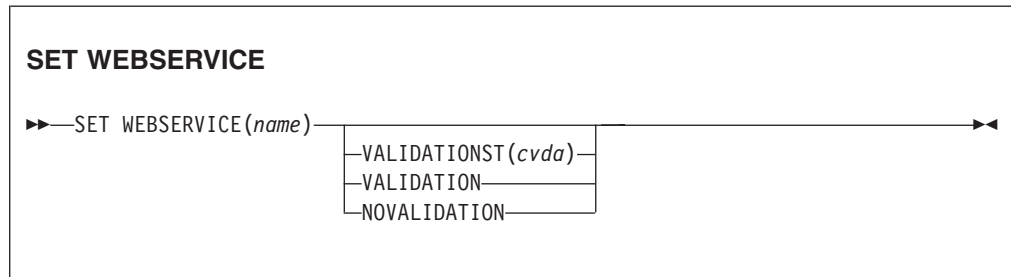 SET WEBSERVICE
SET WEBSERVICE(name)
VALIDATIONST(cvda)
VALIDATION
NOVALIDATION